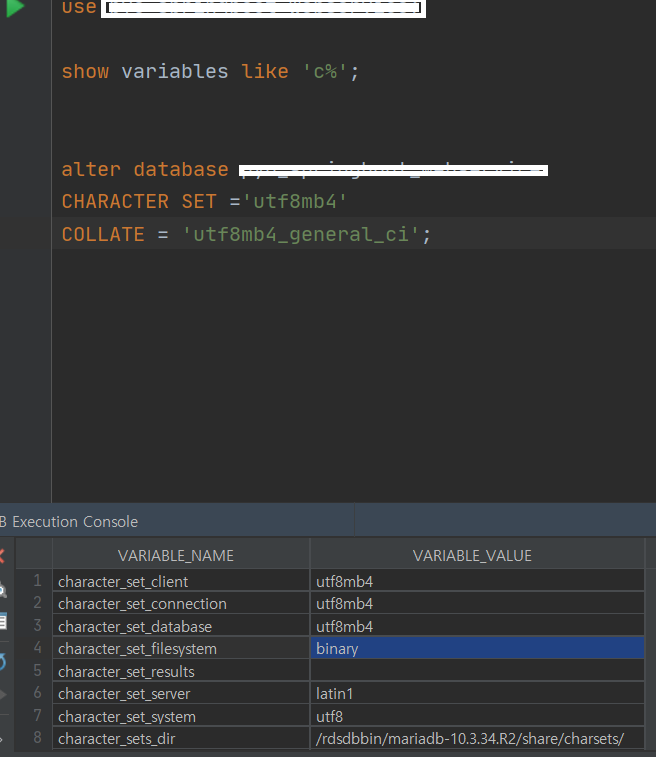 use
show variables like 'c%';
alter database
CHARACTER SET ='utf8mb4'
COLLATE = 'utf8mb4_general_ci';
B Execution Console
VARIABLE_NAME VARIABLE_VALUE
1 character_set_client utf8mb4
2 character_set_connection utf8mb4
3 character_set_database utf8mb4
4 character_set_filesystem binary
5 character_set_results
6 character_set_server latin1
7 character_set_system utf8
8 character_sets_dir /rdsdbbin/mariadb-10.3.34.R2/share/charsets/